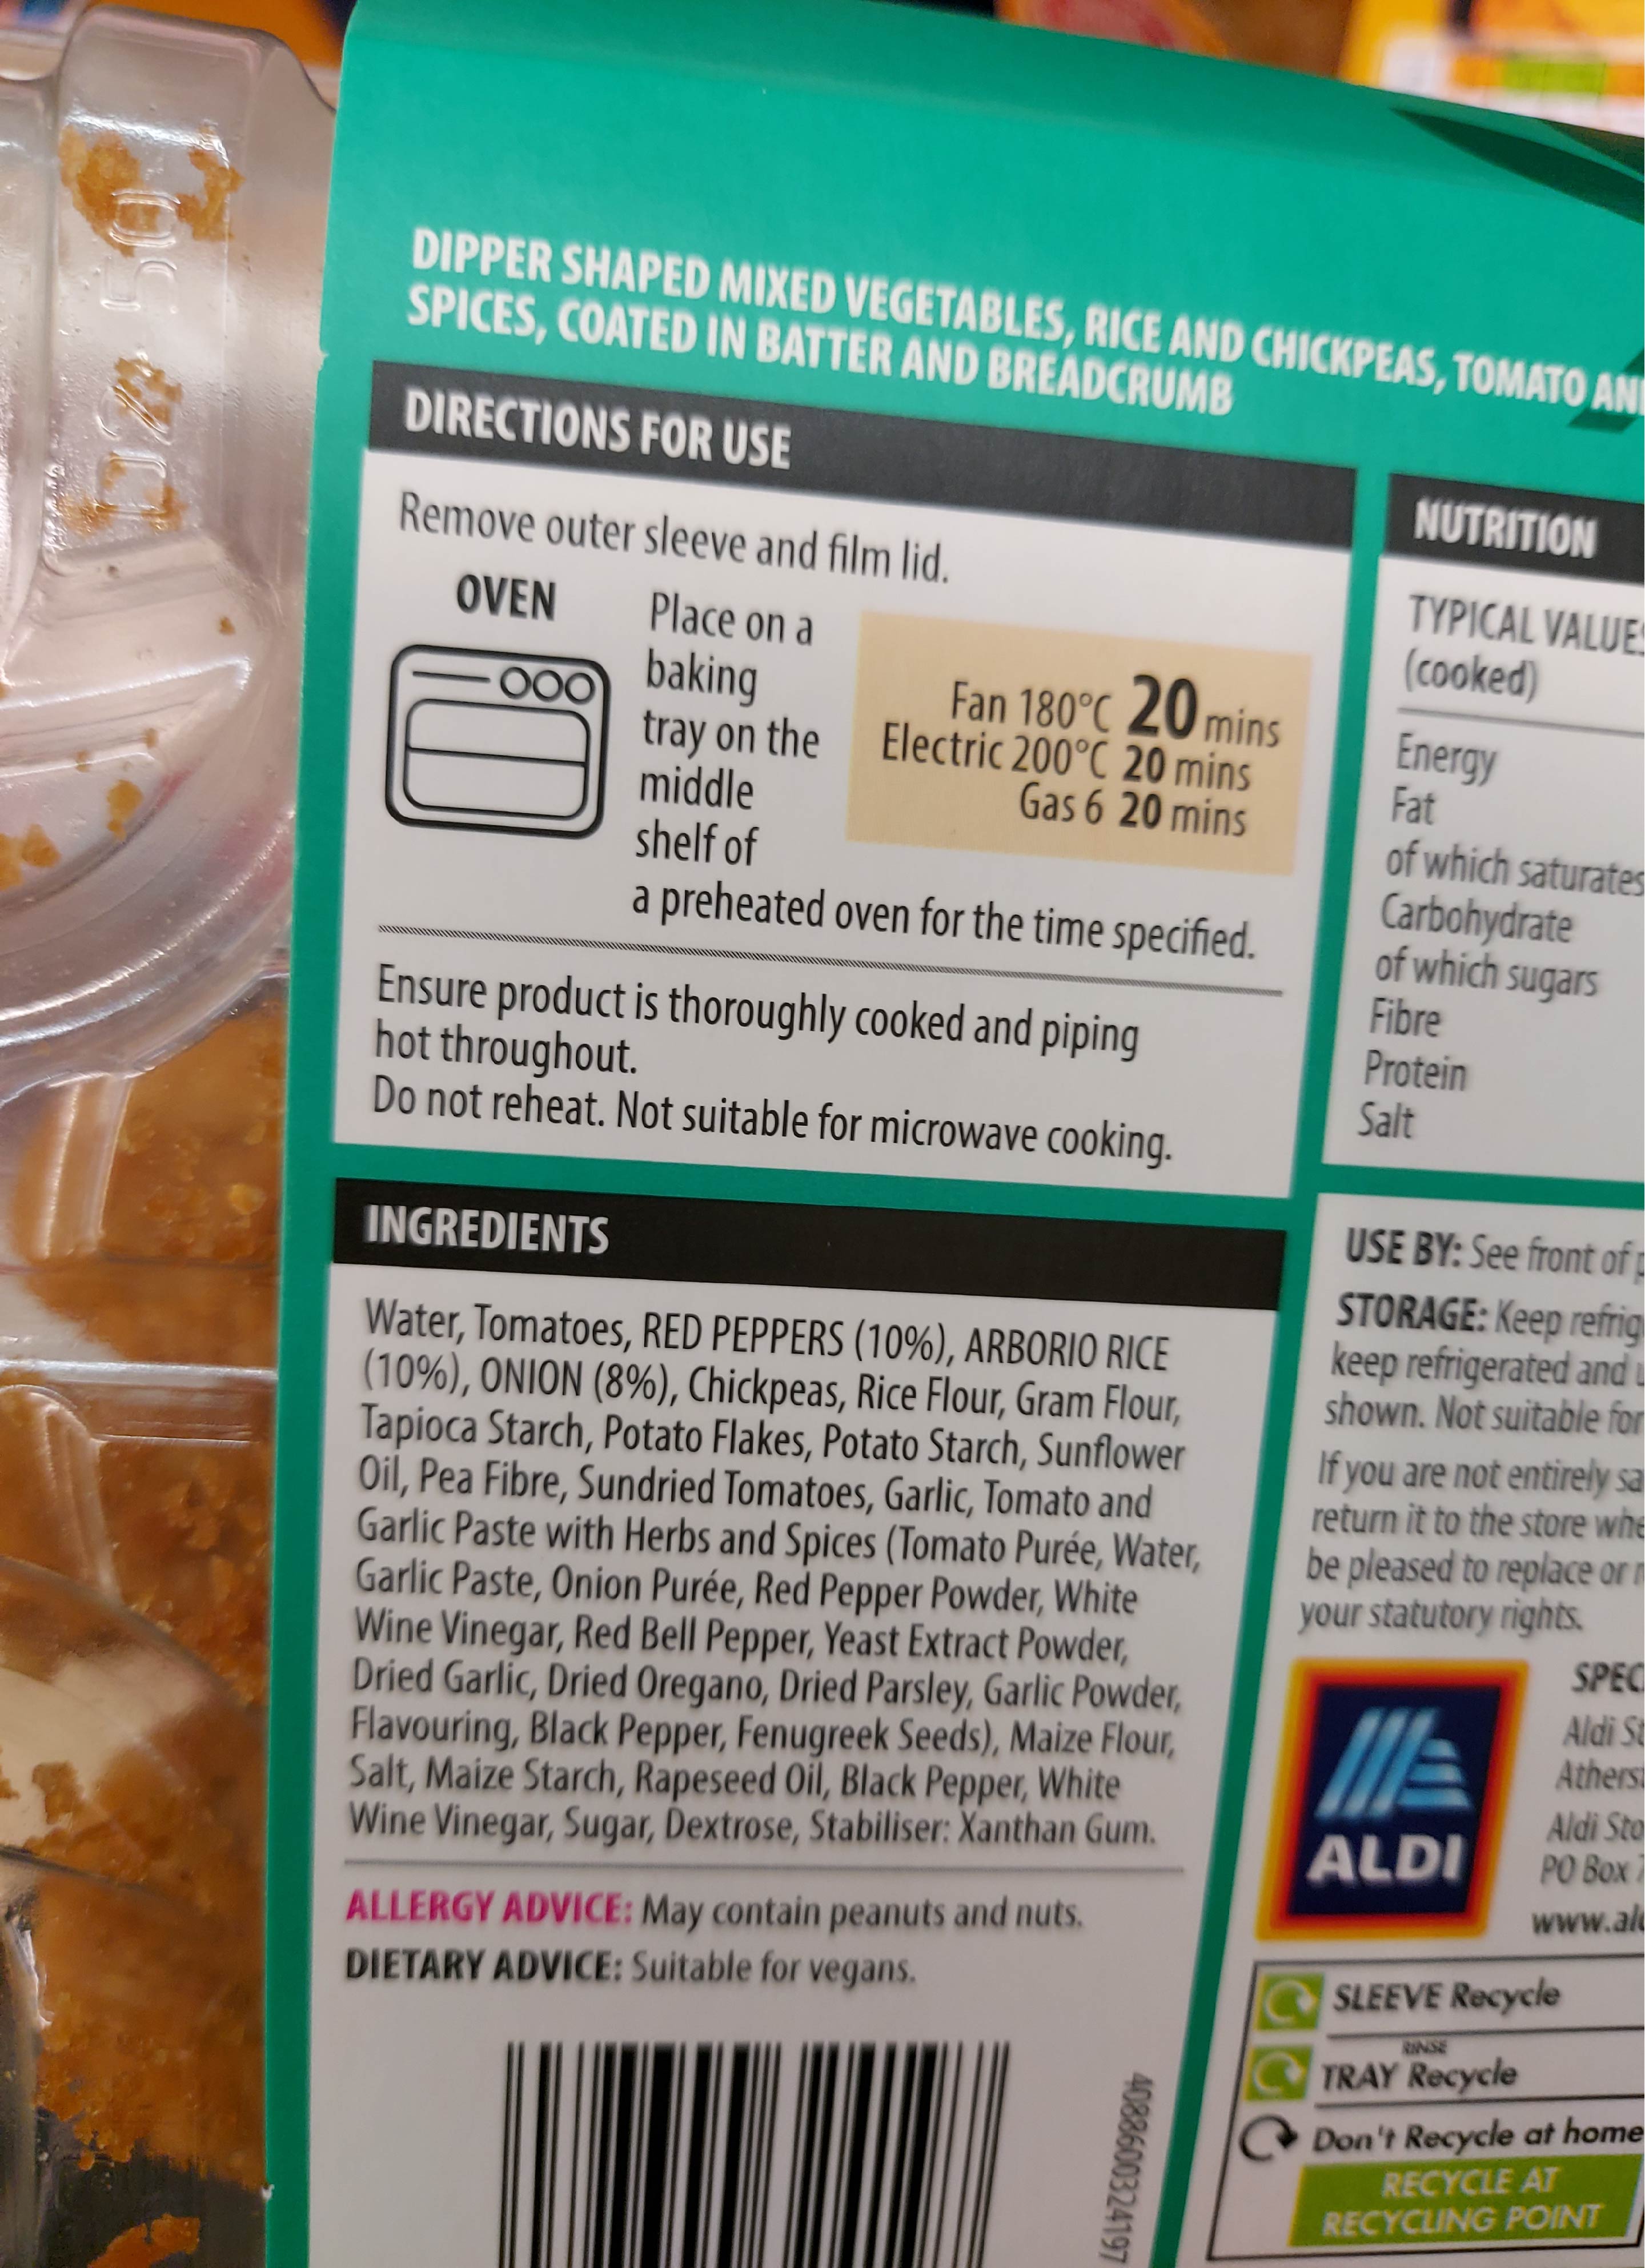 DIPPER SHAPED MIXED VEGETABLES, RICE AND CHICKPEAS, TOMATO
SPICES, COATED IN BATTER AND BREADCRUMB
DIRECTIONS FOR USE
Remove outer sleeve and film lid.
OVEN
Place on a
baking
tray on the
middle
shelf of
a preheated oven for the time specified.
Fan 180°C 20 mins
Electric 200°C 20 mins
Gas 6 20 mins
Ensure product is thoroughly cooked and piping
hot throughout.
Do not reheat. Not suitable for microwave cooking.
INGREDIENTS
Water, Tomatoes, RED PEPPERS (10%), ARBORIO RICE
(10%), ONION (8%), Chickpeas, Rice Flour, Gram Flour,
Tapioca Starch, Potato Flakes, Potato Starch, Sunflower
Oil, Pea Fibre, Sundried Tomatoes, Garlic, Tomato and
Garlic Paste with Herbs and Spices (Tomato Purée, Water,
Garlic Paste, Onion Purée, Red Pepper Powder, White
Wine Vinegar, Red Bell Pepper, Yeast Extract Powder,
Dried Garlic, Dried Oregano, Dried Parsley, Garlic Powder,
Flavouring, Black Pepper, Fenugreek Seeds), Maize Flour,
Salt, Maize Starch, Rapeseed Oil, Black Pepper, White
Wine Vinegar, Sugar, Dextrose, Stabiliser: Xanthan Gum.
ALLERGY ADVICE: May contain peanuts and nuts.
DIETARY ADVICE: Suitable for vegans.
4088600324197
NUTRITION
TYPICAL VALUES
(cooked)
Energy
Fat
of which saturates
Carbohydrate
of which sugars
Fibre
Protein
Salt
USE BY: See front of
STORAGE: Keep
keep refrigerated and
shown. Not suitable for
If you are not entirely
return it to the store
be pleased to replace or
your statutory rights.
ALDI
Aldi
Aldi
PO Box
SLEEVE Recycle
RINSE
TRAY Recycle
Don't Recycle at home
RECYCLE AT
RECYCLING POINT